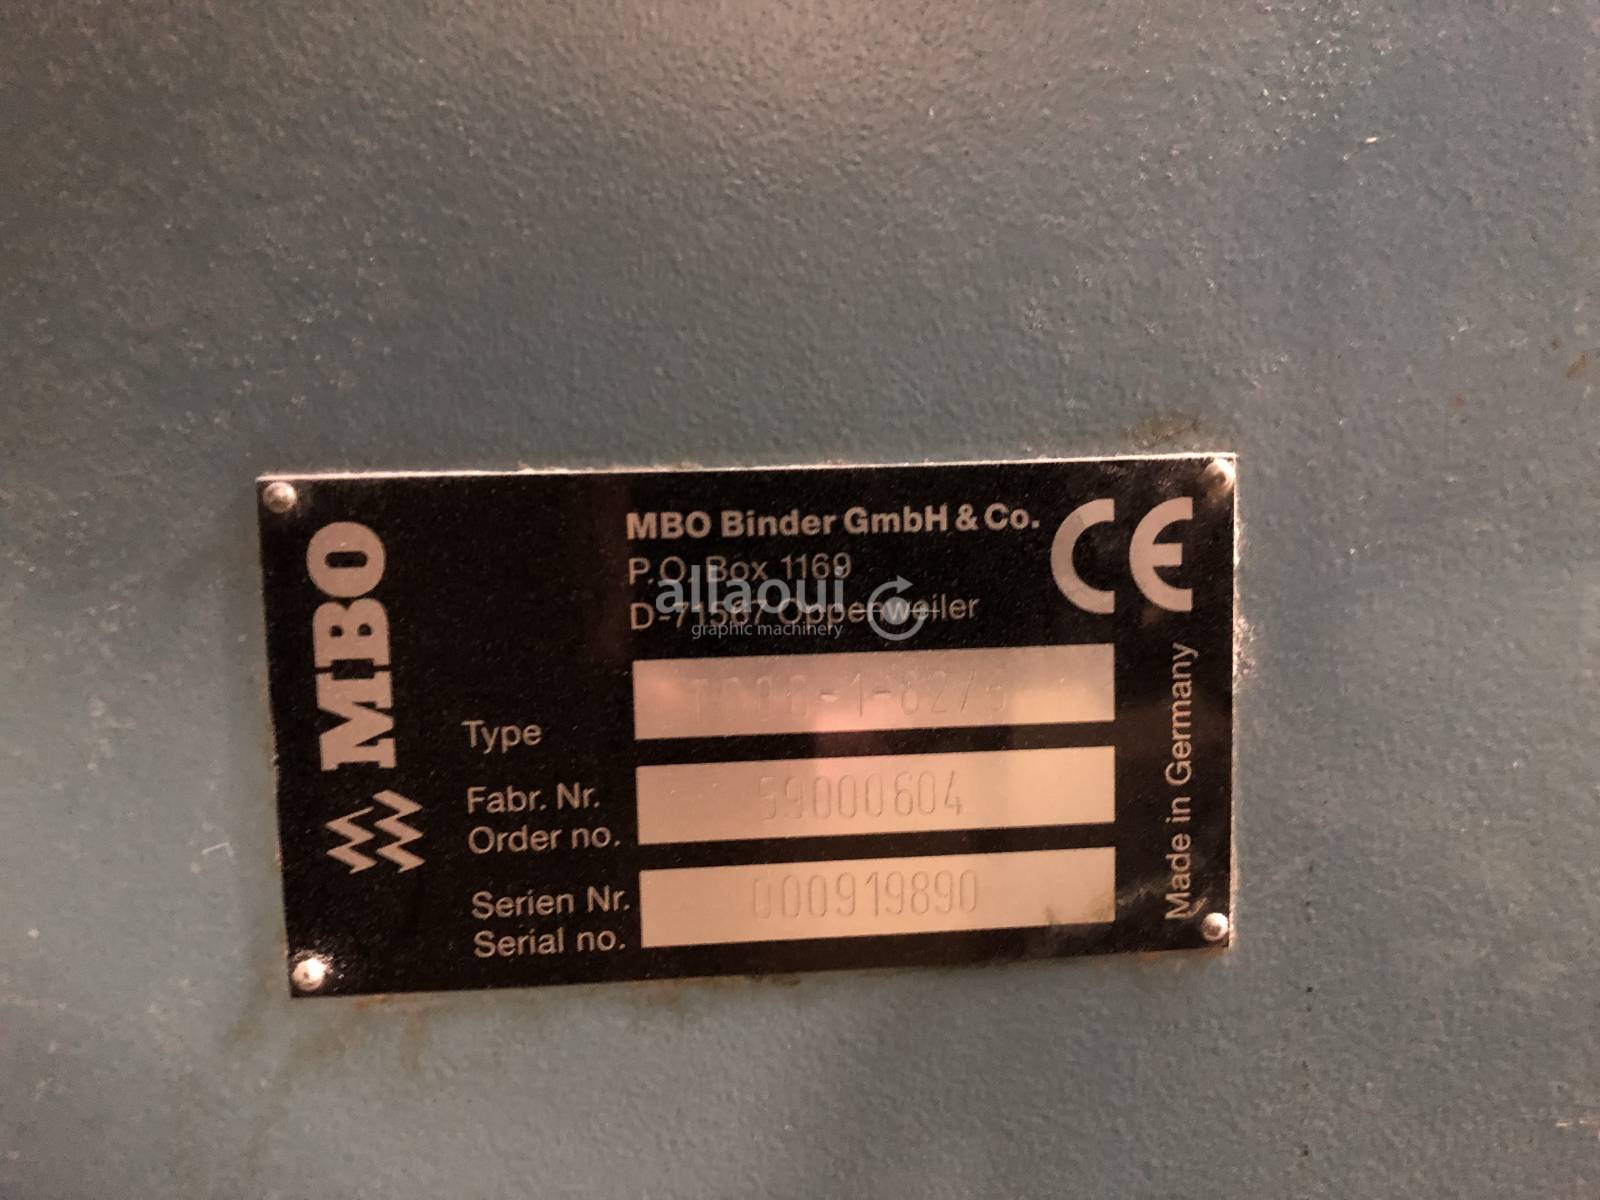 MBO
MBO Binder GmbH & Co.
P.O. Box 1169
D-71567 Oppenweiler
allaoui
graphic machinery
CE
Type
Fabr. Nr.
Order no. 59000604
Serien Nr.
Serial no. 000919890
Made in Germany